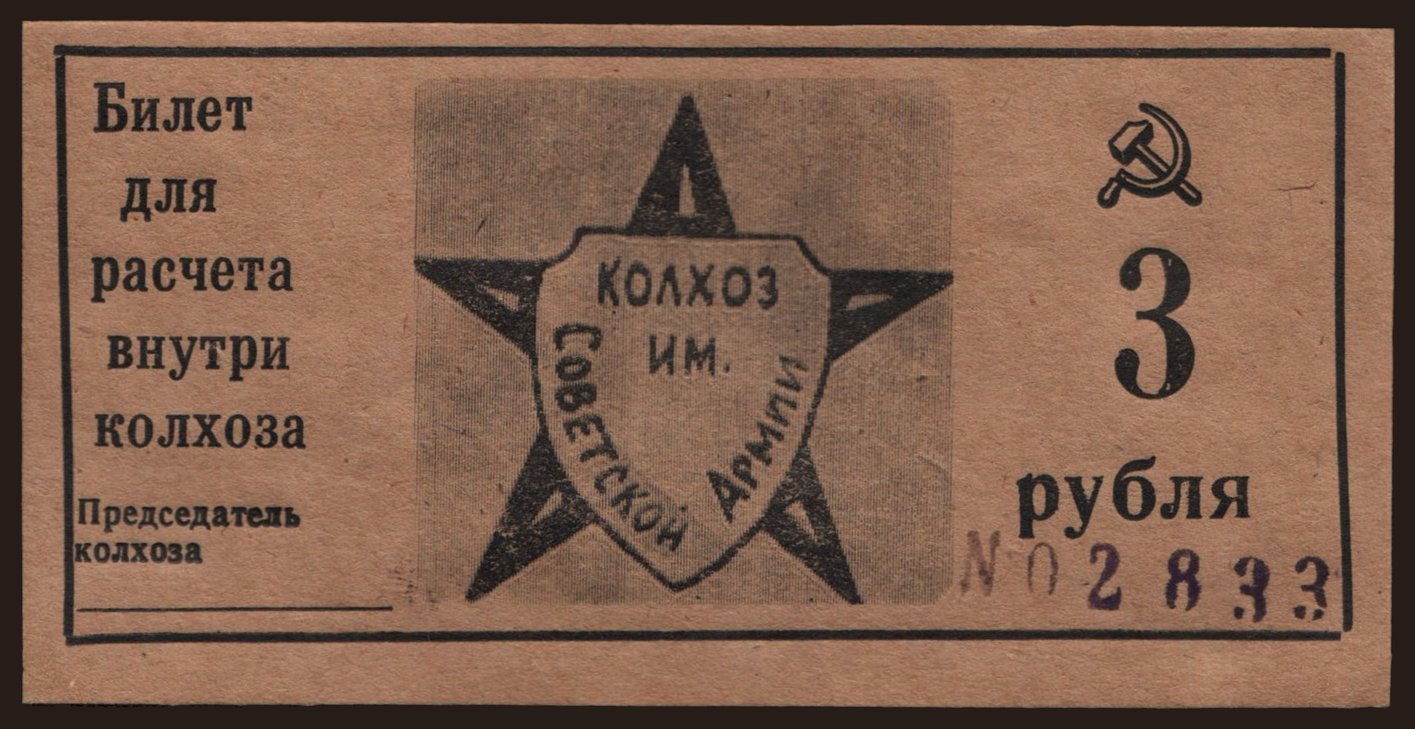 Билет
для
расчета
внутри
колхоза
Председатель
колхоза
КОЛХОЗ
ИМ.
СОВЕТСКОЙ
АРМИИ
3
рубля
N 02833